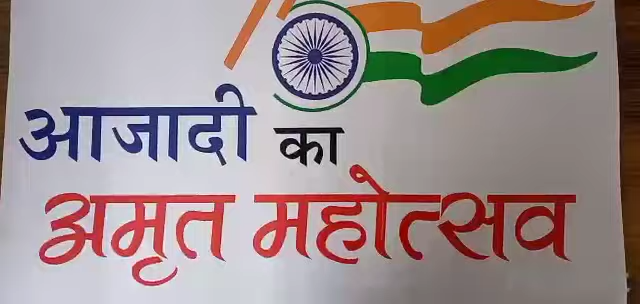 आजादी का
अमृत महोत्सव